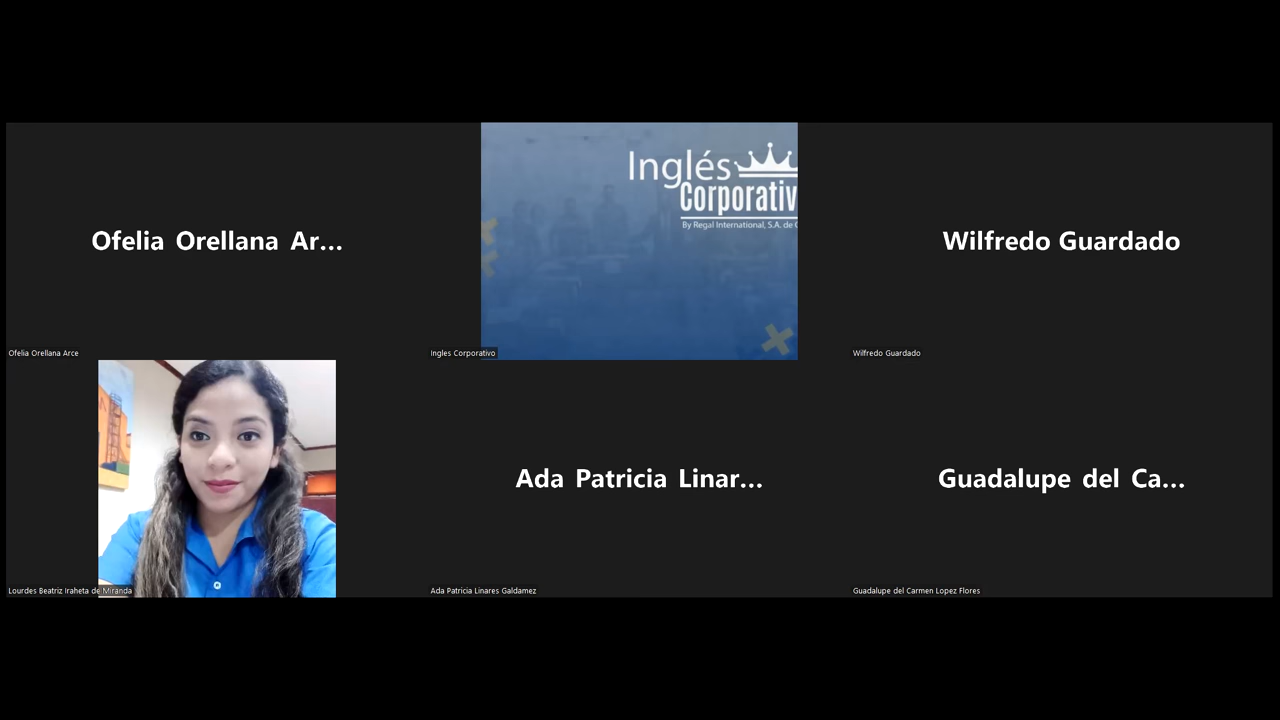 Ofelia Orellana Ar...
Ofelia Orellana Arce
Inglés
Corporativ
By Regal International, S.A. de C
Ingles Corporativo
Wilfredo Guardado
Wilfredo Guardado
Lourdes Beatriz Iraheta de Miranda
Ada Patricia Linar...
Ada Patricia Linares Galdamez
Guadalupe del Ca...
Guadalupe del Carmen Lopez Flores